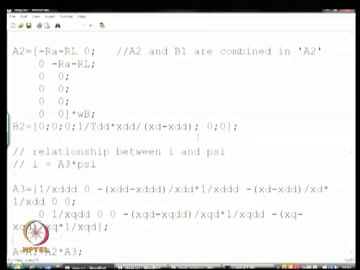 A2=[-Ra-RL 0;   //A2 and B1 are combined in 'A2'
0 -Ra-RL;
0 0;
0 0;
0 0;
0 0]*wB;
B2=[0;0;0;1/Tdd*xdd/(xd-xdd); 0;0];
// relationship between i and psi
// i = A3*psi
A3=[1/xddd 0 -(xdd-xddd)/xdd*1/xddd -(xd-xdd)/xd*
1/xdd 0 0
0 1/xqdd 0 0 -(xqd-xqdd)/xqd*1/xqdd -(xq-
xqd)/xq*1/xqd];
A=A1+A2*A3;
NPTEL